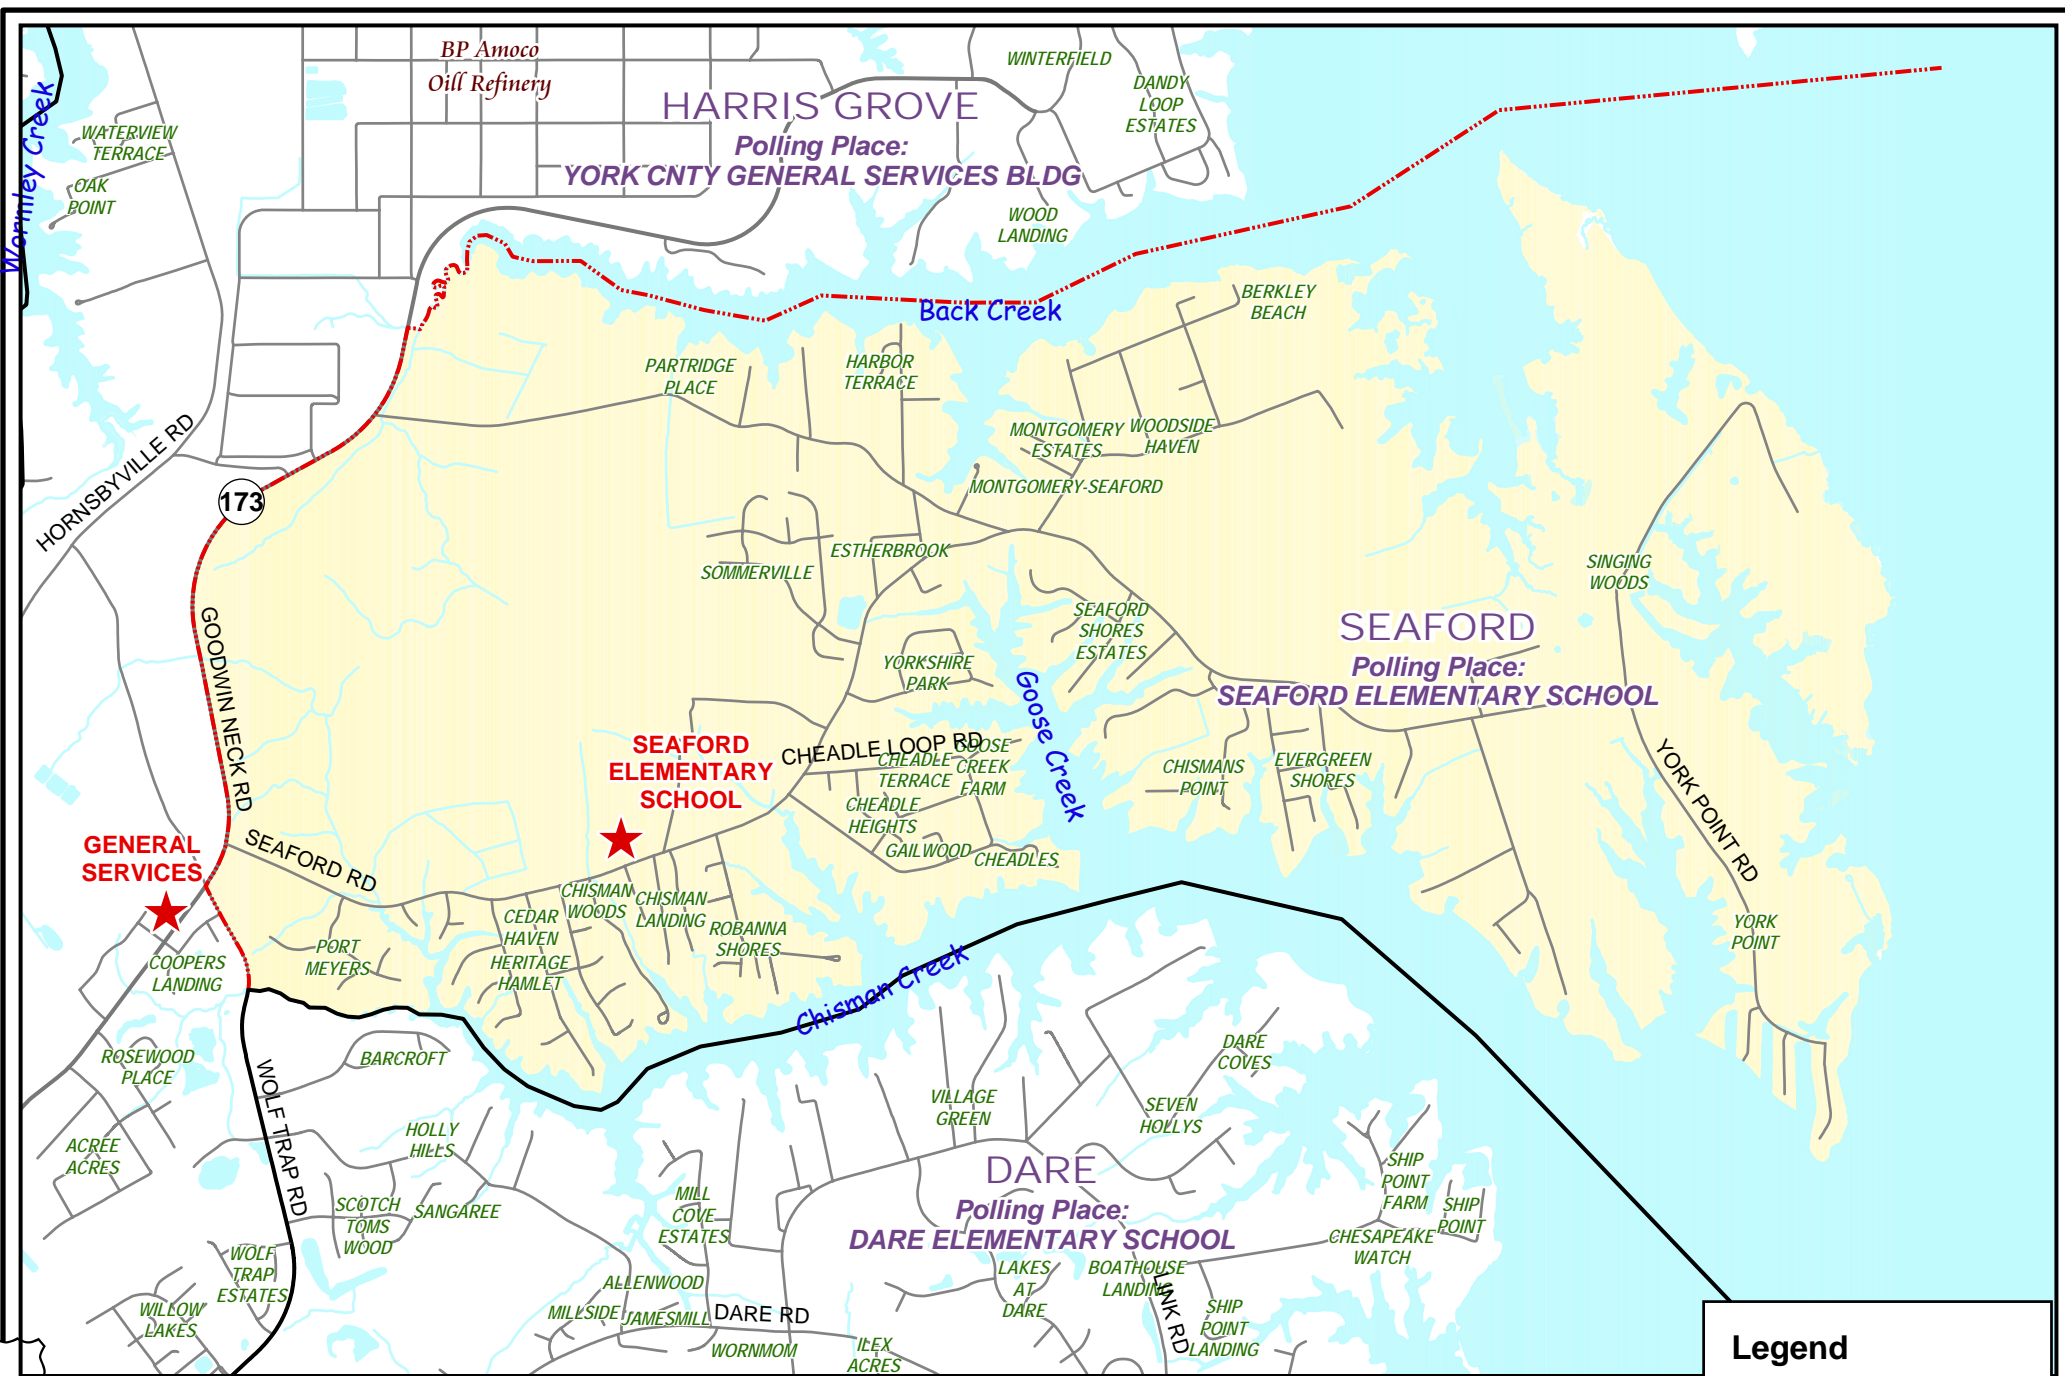 BP Amoco
Oill Refinery
WINTERFIELD
DANDY
LOOP
ESTATES
HARRIS GROVE
Polling Place:
YORK CNTY GENERAL SERVICES BLDG
Wormley Creek
WATERVIEW
TERRACE
OAK
POINT
WOOD
LANDING
Back Creek
BERKLEY
BEACH
PARTRIDGE
PLACE
HARBOR
TERRACE
MONTGOMERY
ESTATES
WOODSIDE
HAVEN
MONTGOMERY-SEAFORD
HORNSBYVILLE RD
173
ESTHERBROOK
SOMMERVILLE
SINGING
WOODS
GOODWIN NECK RD
SEAFORD
SHORES
ESTATES
SEAFORD
Polling Place:
SEAFORD ELEMENTARY SCHOOL
YORKSHIRE
PARK
Goose Creek
SEAFORD
ELEMENTARY
SCHOOL
CHEADLE LOOP RD
CHEADLE
TERRACE
GOOSE
CREEK
FARM
CHISMANS
POINT
EVERGREEN
SHORES
YORK POINT RD
CHEADLE
HEIGHTS
GAILWOOD
CHEADLES
GENERAL
SERVICES
SEAFORD RD
CHISMAN
WOODS
CHISMAN
LANDING
CEDAR
HAVEN
ROBANNA
SHORES
HERITAGE
HAMLET
PORT
MEYERS
COOPERS
LANDING
YORK
POINT
Chisman Creek
ROSEWOOD
PLACE
BARCROFT
WOLF TRAP RD
DARE
COVES
VILLAGE
GREEN
SEVEN
HOLLYS
HOLLY
HILLS
ACREE
ACRES
DARE
Polling Place:
DARE ELEMENTARY SCHOOL
SHIP
POINT
FARM
SHIP
POINT
CHESAPEAKE
WATCH
MILL
COVE
ESTATES
SCOTCH
TOMS
WOOD
SANGAREE
WOLF
TRAP
ESTATES
WILLOW
LAKES
ALLENWOOD
MILLSIDE
JAMESMILL
DARE RD
WORNMOM
ILEX
ACRES
LAKES
AT
DARE
BOATHOUSE
LANDING
LINK RD
SHIP
POINT
LANDING
Legend